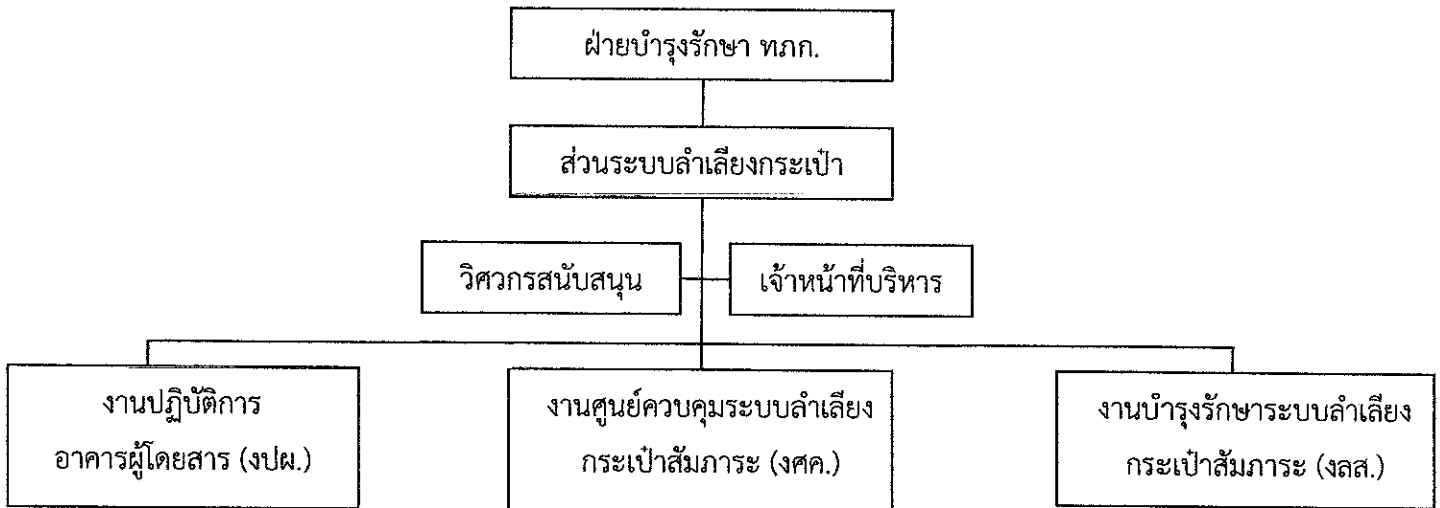 ฝ่ายบำรุงรักษา ทภก.
ส่วนระบบลำเลียงกระเป๋า
วิศวกรสนับสนุน
เจ้าหน้าที่บริหาร
งานปฏิบัติการ
อาคารผู้โดยสาร (งปผ.)
งานศูนย์ควบคุมระบบลำเลียง
กระเป๋าสัมภาระ (งศค.)
งานบำรุงรักษาระบบลำเลียง
กระเป๋าสัมภาระ (งลส.)